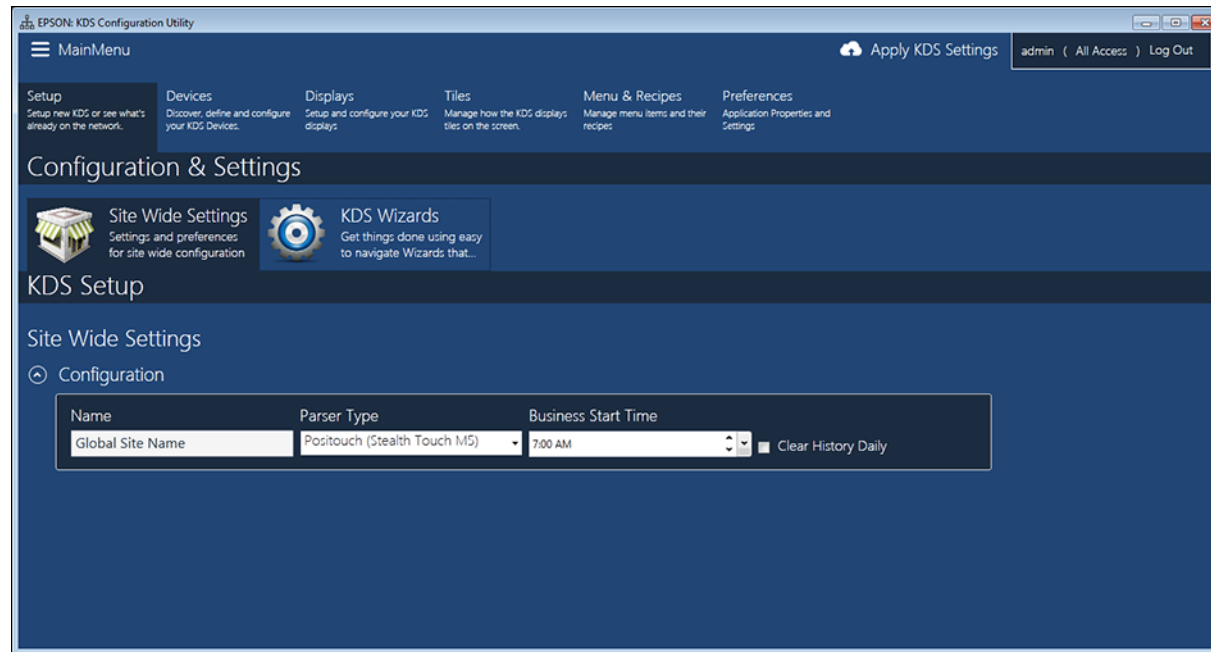 EPSON: KDS Configuration Utility
MainMenu
Apply KDS Settings
admin ( All Access ) Log Out
Setup
Setup new KDS or see what's
already on the network.
Devices
Discover, define and configure
your KDS Devices.
Displays
Setup and configure your KDS
displays
Tiles
Manage how the KDS displays
tiles on the screen.
Menu & Recipes
Manage menu items and their
recipes
Preferences
Application Properties and
Settings
Configuration & Settings
Site Wide Settings
Settings and preferences
for site wide configuration
KDS Wizards
Get things done using easy
to navigate Wizards that...
KDS Setup
Site Wide Settings
Configuration
Name
Parser Type
Business Start Time
Global Site Name
Positouch (Stealth Touch M5)
7:00 AM
Clear History Daily